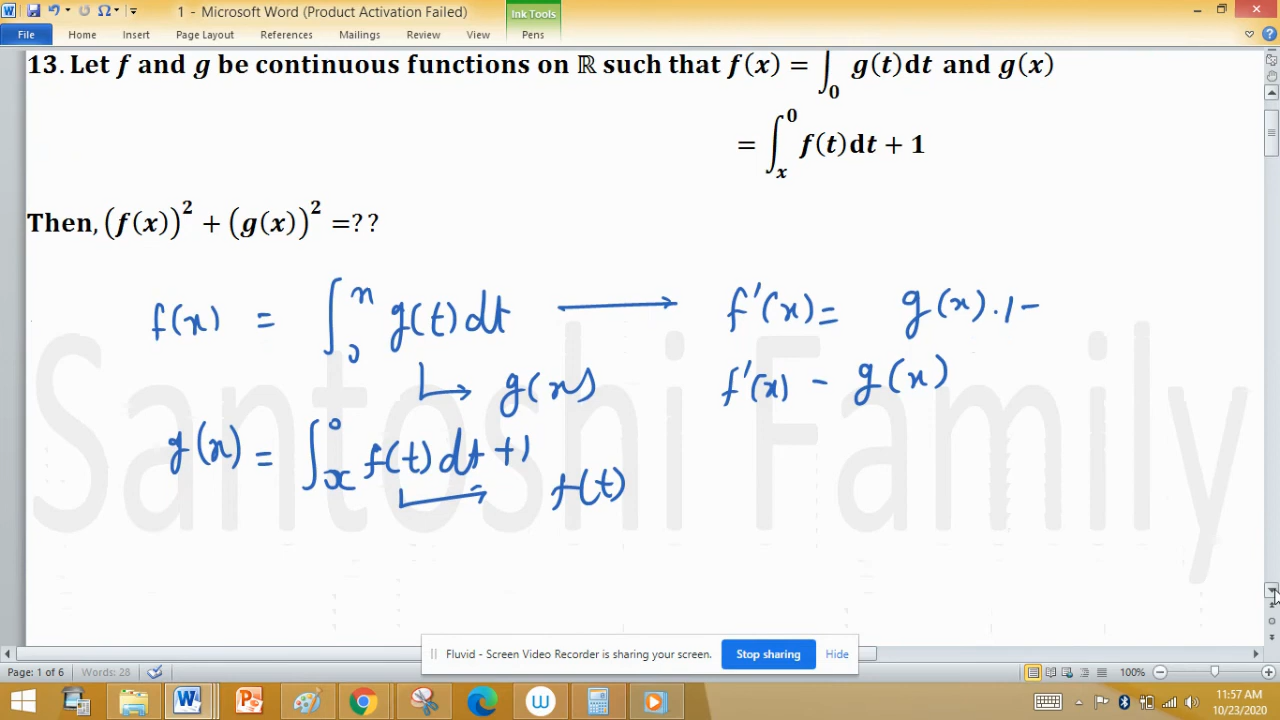 1 - Microsoft Word (Product Activation Failed)
Ink Tools
File Home Insert Page Layout References Mailings Review View Pens
13. Let f and g be continuous functions on ℝ such that f(x) = ∫₀ g(t)dt and g(x)
= ∫ₓ⁰ f(t)dt + 1
Then, (f(x))² + (g(x))² =??
f(x) = ∫₀ˣ g(t)dt → f'(x) = g(x).1-
↳ g(x)
f'(x) - g(x)
g(x) = ∫ₓ⁰ f(t)dt +1
f(t)
Santoshi Family
Fluvid - Screen Video Recorder is sharing your screen. Stop sharing Hide
Page: 1 of 6 Words: 28 100%
11:57 AM
10/23/2020